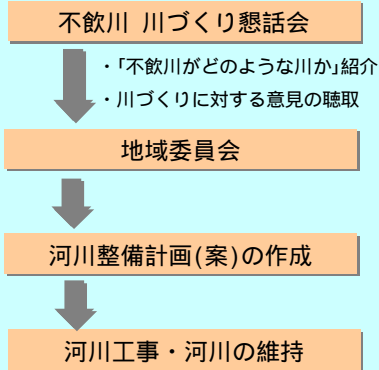 不飲川 川づくり懇話会
・「不飲川がどのような川か」紹介
・川づくりに対する意見の聴取
地域委員会
河川整備計画(案)の作成
河川工事・河川の維持